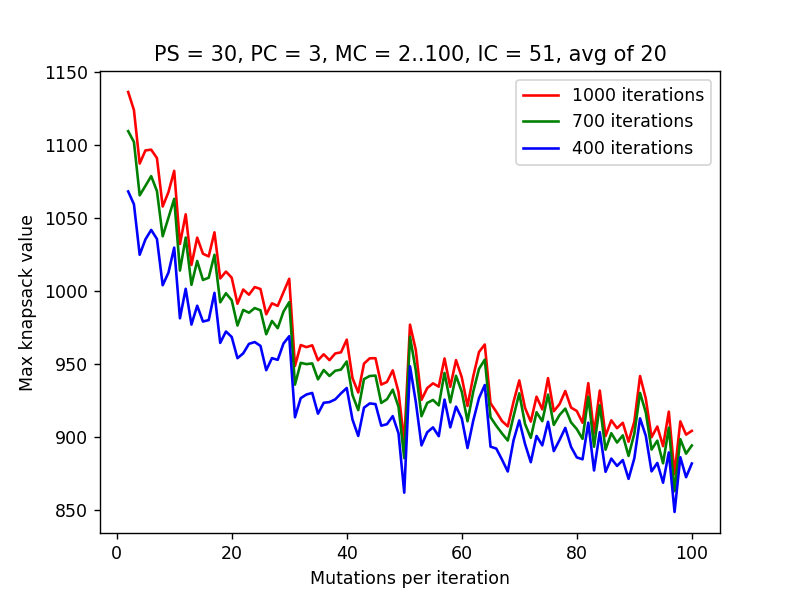 PS = 30, PC = 3, MC = 2..100, IC = 51, avg of 20
1150
1100
1050
1000
950
900
850
Max knapsack value
1000 iterations
700 iterations
400 iterations
0 20 40 60 80 100
Mutations per iteration